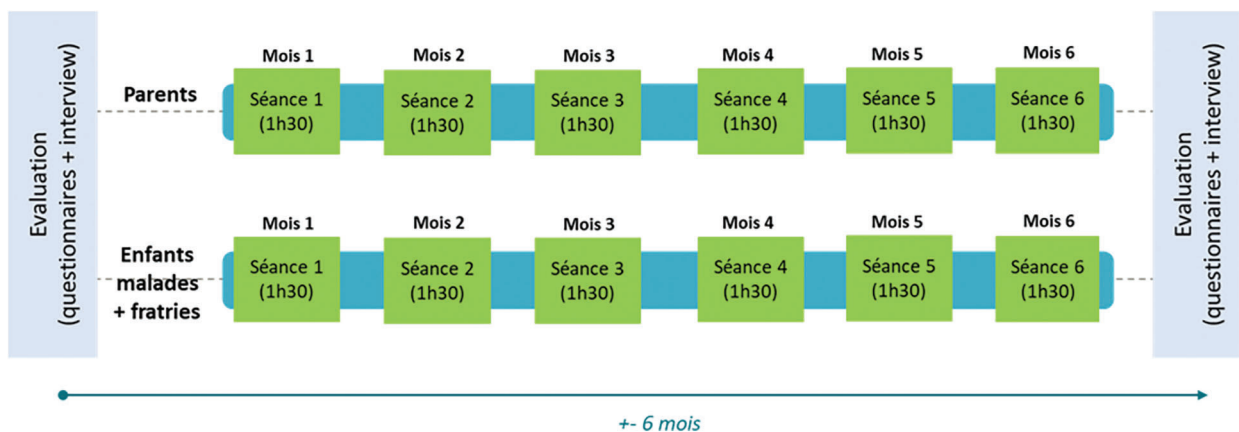 Evaluation
(questionnaires + interview)
Parents
Mois 1
Mois 2
Mois 3
Mois 4
Mois 5
Mois 6
Séance 1
(1h30)
Séance 2
(1h30)
Séance 3
(1h30)
Séance 4
(1h30)
Séance 5
(1h30)
Séance 6
(1h30)
Enfants
malades
+ fratries
Mois 1
Mois 2
Mois 3
Mois 4
Mois 5
Mois 6
Séance 1
(1h30)
Séance 2
(1h30)
Séance 3
(1h30)
Séance 4
(1h30)
Séance 5
(1h30)
Séance 6
(1h30)
Evaluation
(questionnaires + interview)
+- 6 mois